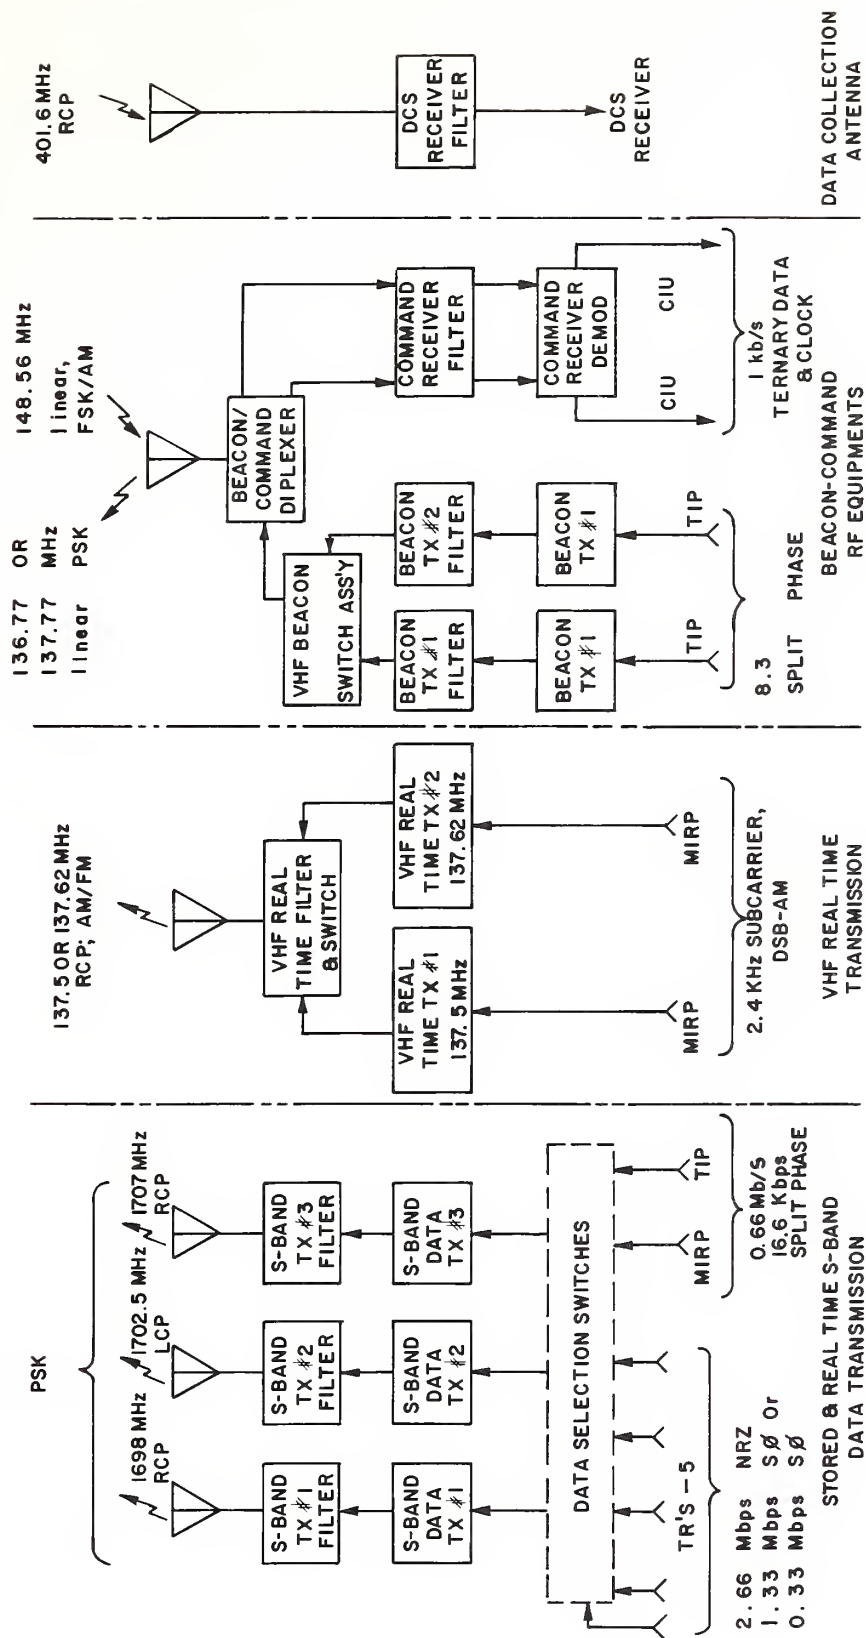 PSK
1698 MHz
RCP
1702.5 MHz
LCP
1707 MHz
RCP
S-BAND
TX #1
FILTER
S-BAND
TX #2
FILTER
S-BAND
TX #3
FILTER
S-BAND
DATA
TX #1
S-BAND
DATA
TX #2
S-BAND
DATA
TX #3
DATA SELECTION SWITCHES
TR'S - 5
MIRP
TIP
2.66 Mbps NRZ
1.33 Mbps SØ or
0.33 Mbps SØ
0.66 Mb/s
16.6 Kbps
SPLIT PHASE
STORED & REAL TIME S-BAND
DATA TRANSMISSION
137.5 OR 137.62 MHz
RCP; AM/FM
VHF REAL
TIME FILTER
& SWITCH
VHF REAL
TIME TX #1
137.5 MHz
VHF REAL
TIME TX #2
137.62 MHz
MIRP
MIRP
2.4 KHz SUBCARRIER,
DSB-AM
VHF REAL TIME
TRANSMISSION
136.77 OR
137.77 MHz
linear PSK
148.56 MHz
linear,
FSK/AM
BEACON/
COMMAND
DIPLEXER
VHF BEACON
SWITCH ASS'Y
BEACON
TX #1
FILTER
BEACON
TX #2
FILTER
COMMAND
RECEIVER
FILTER
BEACON
TX #1
BEACON
TX #1
COMMAND
RECEIVER
DEMOD
TIP
TIP
CIU
CIU
8.3
SPLIT PHASE
1 kb/s
TERNARY DATA
& CLOCK
BEACON-COMMAND
RF EQUIPMENTS
401.6 MHz
RCP
DCS
RECEIVER
FILTER
DCS
RECEIVER
DATA COLLECTION
ANTENNA